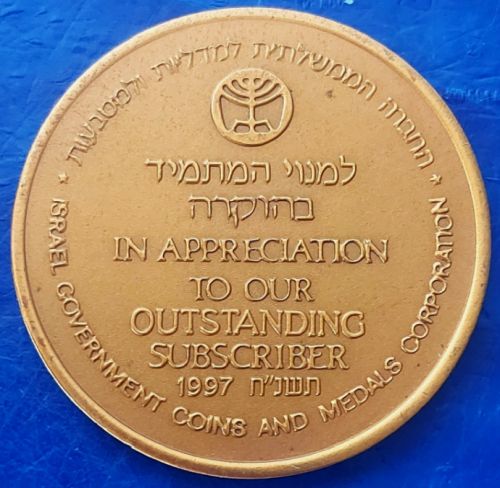 החברה הממשלתית למדליות ולמטבעות
למנוי המתמיד
בהוקרה
IN APPRECIATION
TO OUR
OUTSTANDING
SUBSCRIBER
1997 תשנ"ח
* ISRAEL GOVERNMENT COINS AND MEDALS CORPORATION *